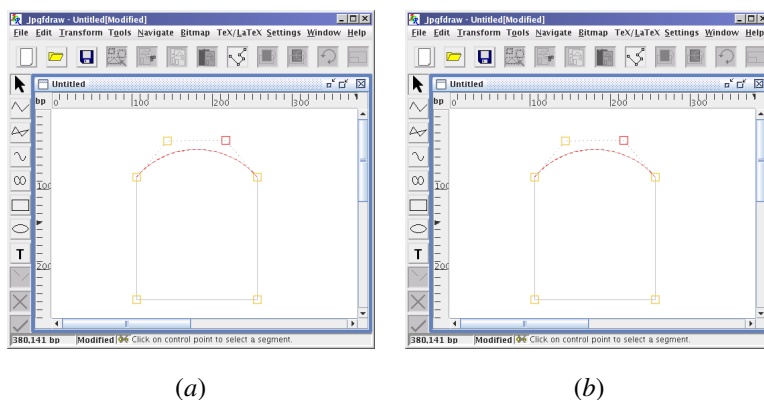 Jpgfdraw - Untitled[Modified]
File Edit Transform Tools Navigate Bitmap TeX/LaTeX Settings Window Help
Untitled
bp 0 100 200 300
100
T
200
380,141 bp Modified Click on control point to select a segment.
(a)
Jpgfdraw - Untitled[Modified]
File Edit Transform Tools Navigate Bitmap TeX/LaTeX Settings Window Help
Untitled
bp 0 100 200 300
100
T
200
380,141 bp Modified Click on control point to select a segment.
(b)